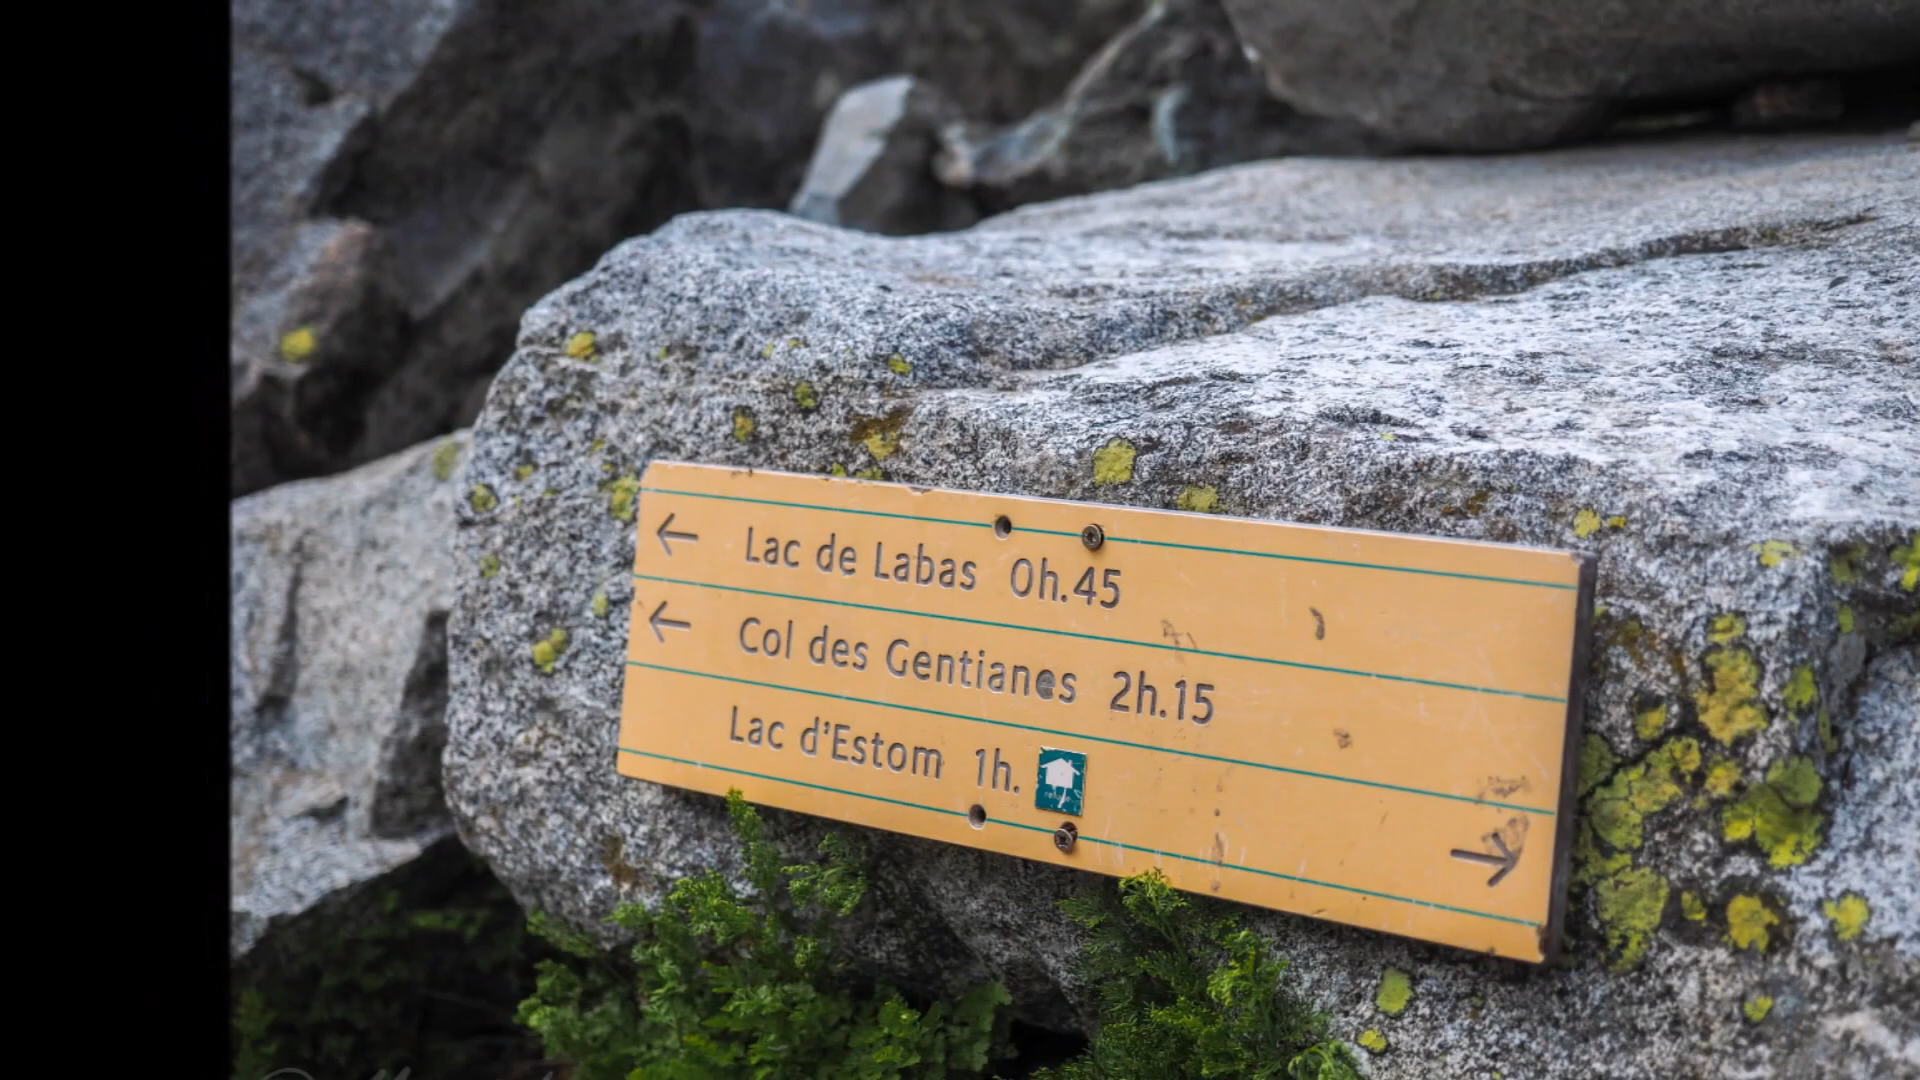 ← Lac de Labas 0h.45
← Col des Gentianes 2h.15
Lac d'Estom 1h. →